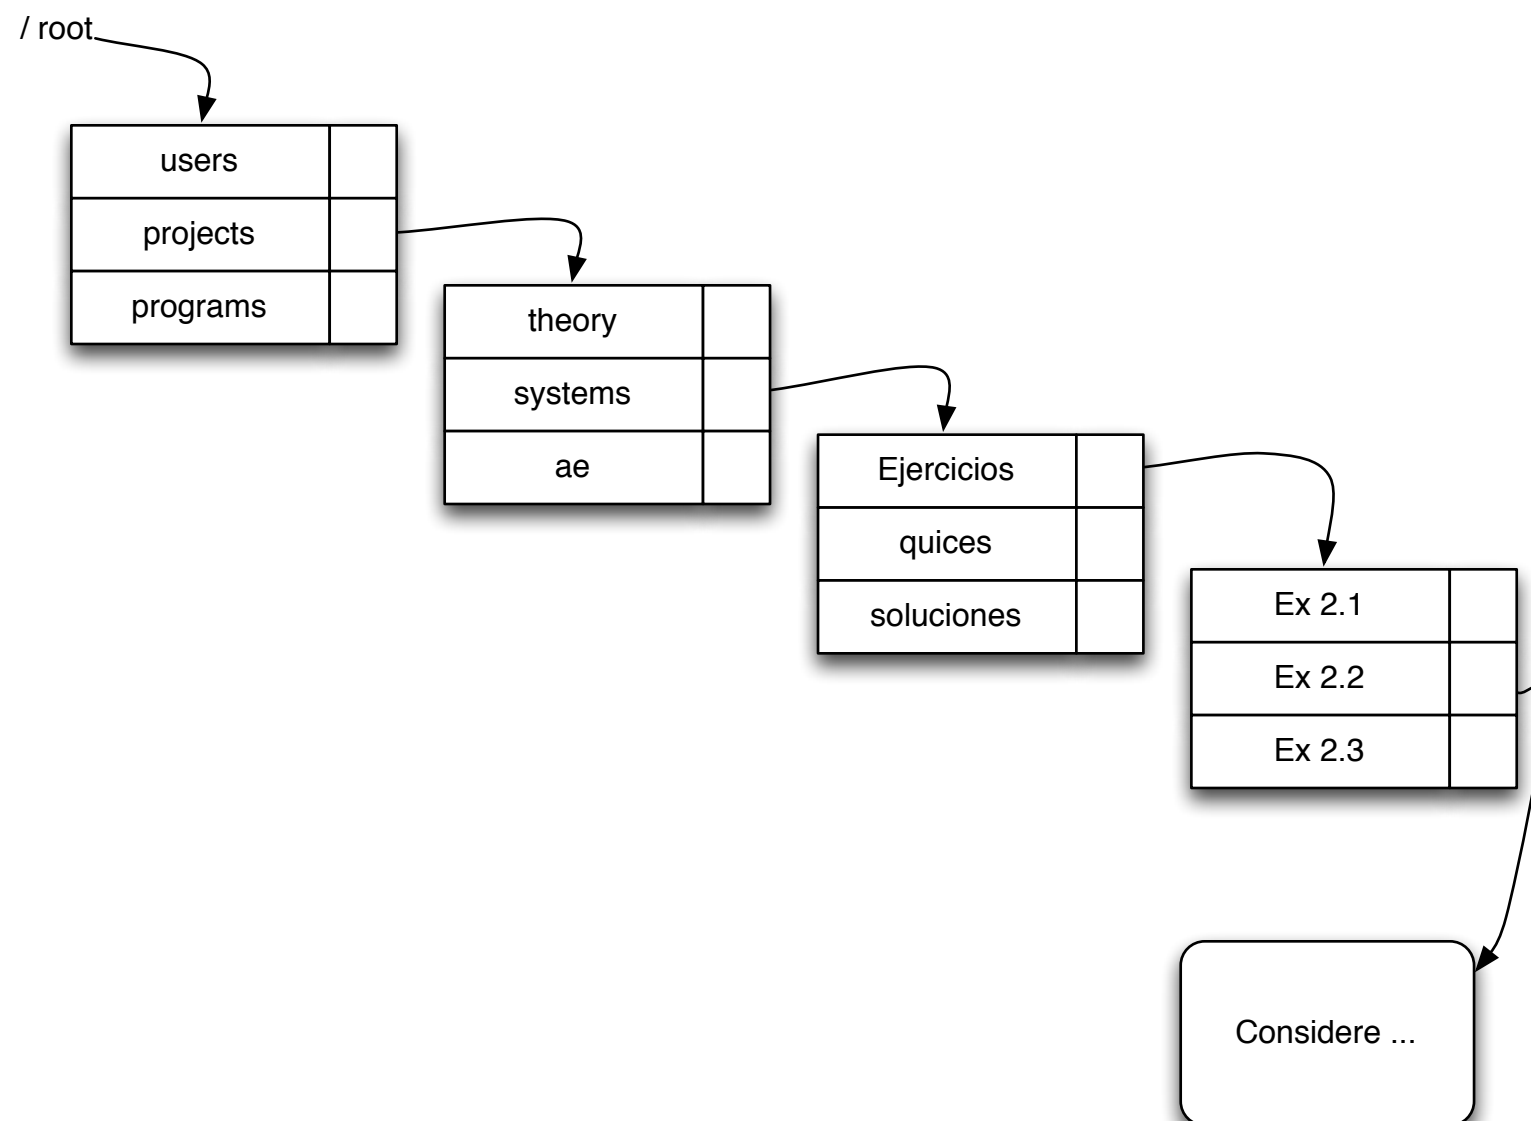 / root
users
projects
programs
theory
systems
ae
Ejercicios
quices
soluciones
Ex 2.1
Ex 2.2
Ex 2.3
Considere ...